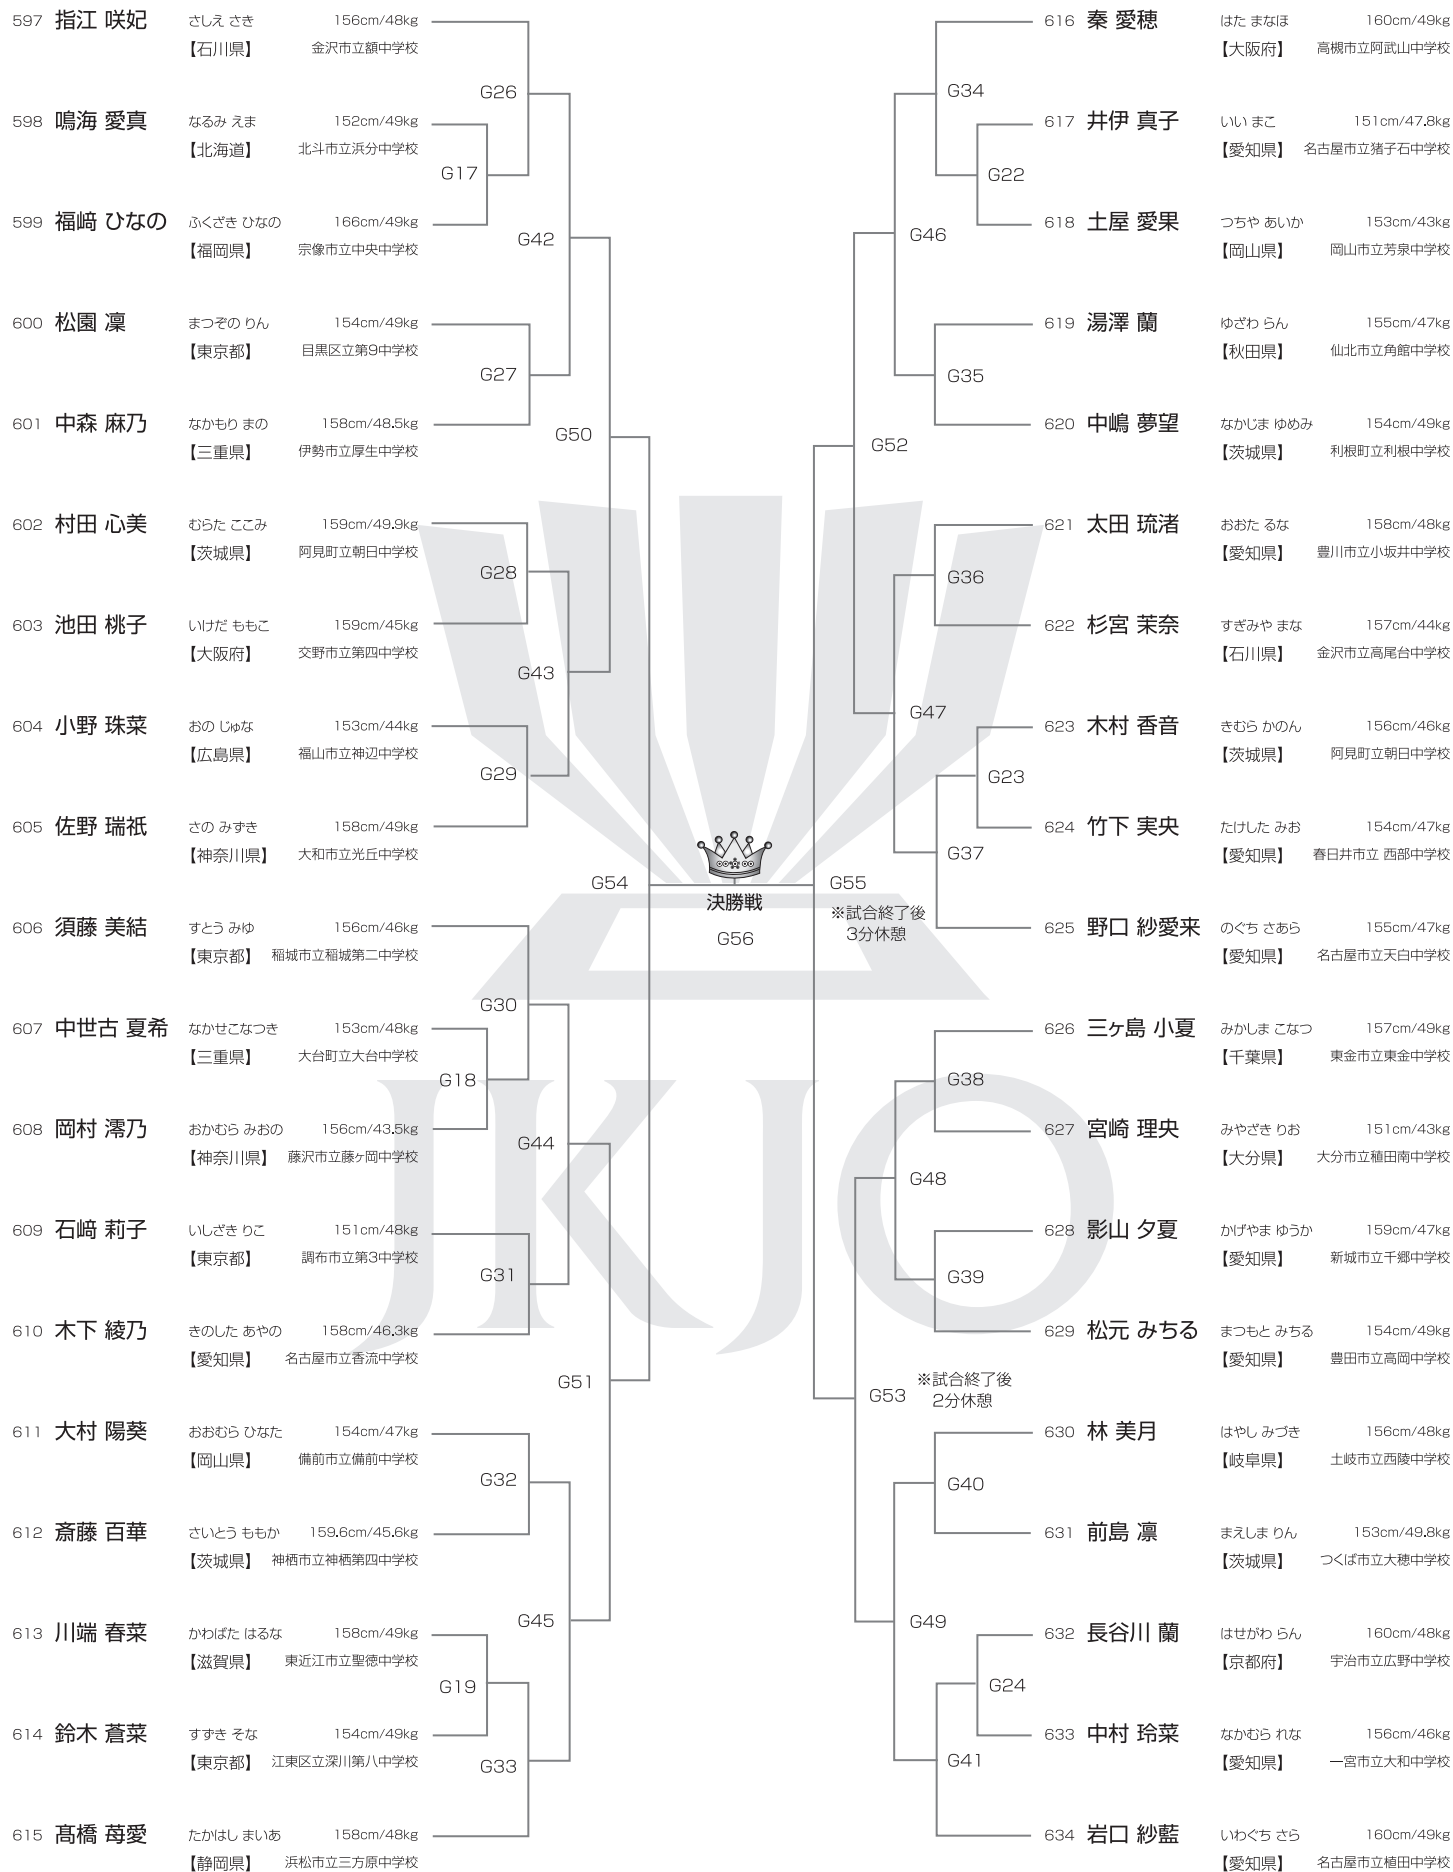 597 指江 咲妃 さしえ さき 156cm/48kg
【石川県】 金沢市立額中学校
G26
598 鳴海 愛真 なるみ えま 152cm/49kg
【北海道】 北斗市立浜分中学校
G17
599 福﨑 ひなの ふくざき ひなの 166cm/49kg
【福岡県】 宗像市立中央中学校
G42
600 松園 凜 まつぞの りん 154cm/49kg
【東京都】 目黒区立第9中学校
G27
601 中森 麻乃 なかもり まの 158cm/48.5kg
【三重県】 伊勢市立厚生中学校
G50
602 村田 心美 むらた ここみ 159cm/49.9kg
【茨城県】 阿見町立朝日中学校
G28
603 池田 桃子 いけだ ももこ 159cm/45kg
【大阪府】 交野市立第四中学校
G43
604 小野 珠菜 おの じゅな 153cm/44kg
【広島県】 福山市立神辺中学校
G29
605 佐野 瑞祇 さの みずき 158cm/49kg
【神奈川県】 大和市立光丘中学校
G54
606 須藤 美結 すとう みゆ 156cm/46kg
【東京都】 稲城市立稲城第二中学校
G30
607 中世古 夏希 なかせこなつき 153cm/48kg
【三重県】 大台町立大台中学校
G18
608 岡村 澪乃 おかむら みおの 156cm/43.5kg
【神奈川県】 藤沢市立藤ヶ岡中学校
G44
609 石﨑 莉子 いしざき りこ 151cm/48kg
【東京都】 調布市立第3中学校
G31
610 木下 綾乃 きのした あやの 158cm/46.3kg
【愛知県】 名古屋市立香流中学校
G51
611 大村 陽葵 おおむら ひなた 154cm/47kg
【岡山県】 備前市立備前中学校
G32
612 斎藤 百華 さいとう ももか 159.6cm/45.6kg
【茨城県】 神栖市立神栖第四中学校
G45
613 川端 春菜 かわばた はるな 158cm/49kg
【滋賀県】 東近江市立聖徳中学校
G19
614 鈴木 蒼菜 すずき そな 154cm/49kg
【東京都】 江東区立深川第八中学校
G33
615 髙橋 苺愛 たかはし まいあ 158cm/48kg
【静岡県】 浜松市立三方原中学校
決勝戦
G56
JKJO
616 秦 愛穂 はた まなほ 160cm/49kg
【大阪府】 高槻市立阿武山中学校
G34
617 井伊 真子 いい まこ 151cm/47.8kg
【愛知県】 名古屋市立猪子石中学校
G22
618 土屋 愛果 つちや あいか 153cm/43kg
【岡山県】 岡山市立芳泉中学校
G46
619 湯澤 蘭 ゆざわ らん 155cm/47kg
【秋田県】 仙北市立角館中学校
G35
620 中嶋 夢望 なかじま ゆめみ 154cm/49kg
【茨城県】 利根町立利根中学校
G52
621 太田 琉渚 おおた るな 158cm/48kg
【愛知県】 豊川市立小坂井中学校
G36
622 杉宮 茉奈 すぎみや まな 157cm/44kg
【石川県】 金沢市立高尾台中学校
G47
623 木村 香音 きむら かのん 156cm/46kg
【茨城県】 阿見町立朝日中学校
G23
624 竹下 実央 たけした みお 154cm/47kg
【愛知県】 春日井市立 西部中学校
G37
G55
※試合終了後
3分休憩
625 野口 紗愛来 のぐち さあら 155cm/47kg
【愛知県】 名古屋市立天白中学校
626 三ヶ島 小夏 みかしま こなつ 157cm/49kg
【千葉県】 東金市立東金中学校
G38
627 宮崎 理央 みやざき りお 151cm/43kg
【大分県】 大分市立稙田南中学校
G48
628 影山 夕夏 かげやま ゆうか 159cm/47kg
【愛知県】 新城市立千郷中学校
G39
629 松元 みちる まつもと みちる 154cm/49kg
【愛知県】 豊田市立高岡中学校
G53 ※試合終了後
2分休憩
630 林 美月 はやし みづき 156cm/48kg
【岐阜県】 土岐市立西陵中学校
G40
631 前島 凛 まえしま りん 153cm/49.8kg
【茨城県】 つくば市立大穂中学校
G49
632 長谷川 蘭 はせがわ らん 160cm/48kg
【京都府】 宇治市立広野中学校
G24
633 中村 玲菜 なかむら れな 156cm/46kg
【愛知県】 一宮市立大和中学校
G41
634 岩口 紗藍 いわぐち さら 160cm/49kg
【愛知県】 名古屋市立植田中学校